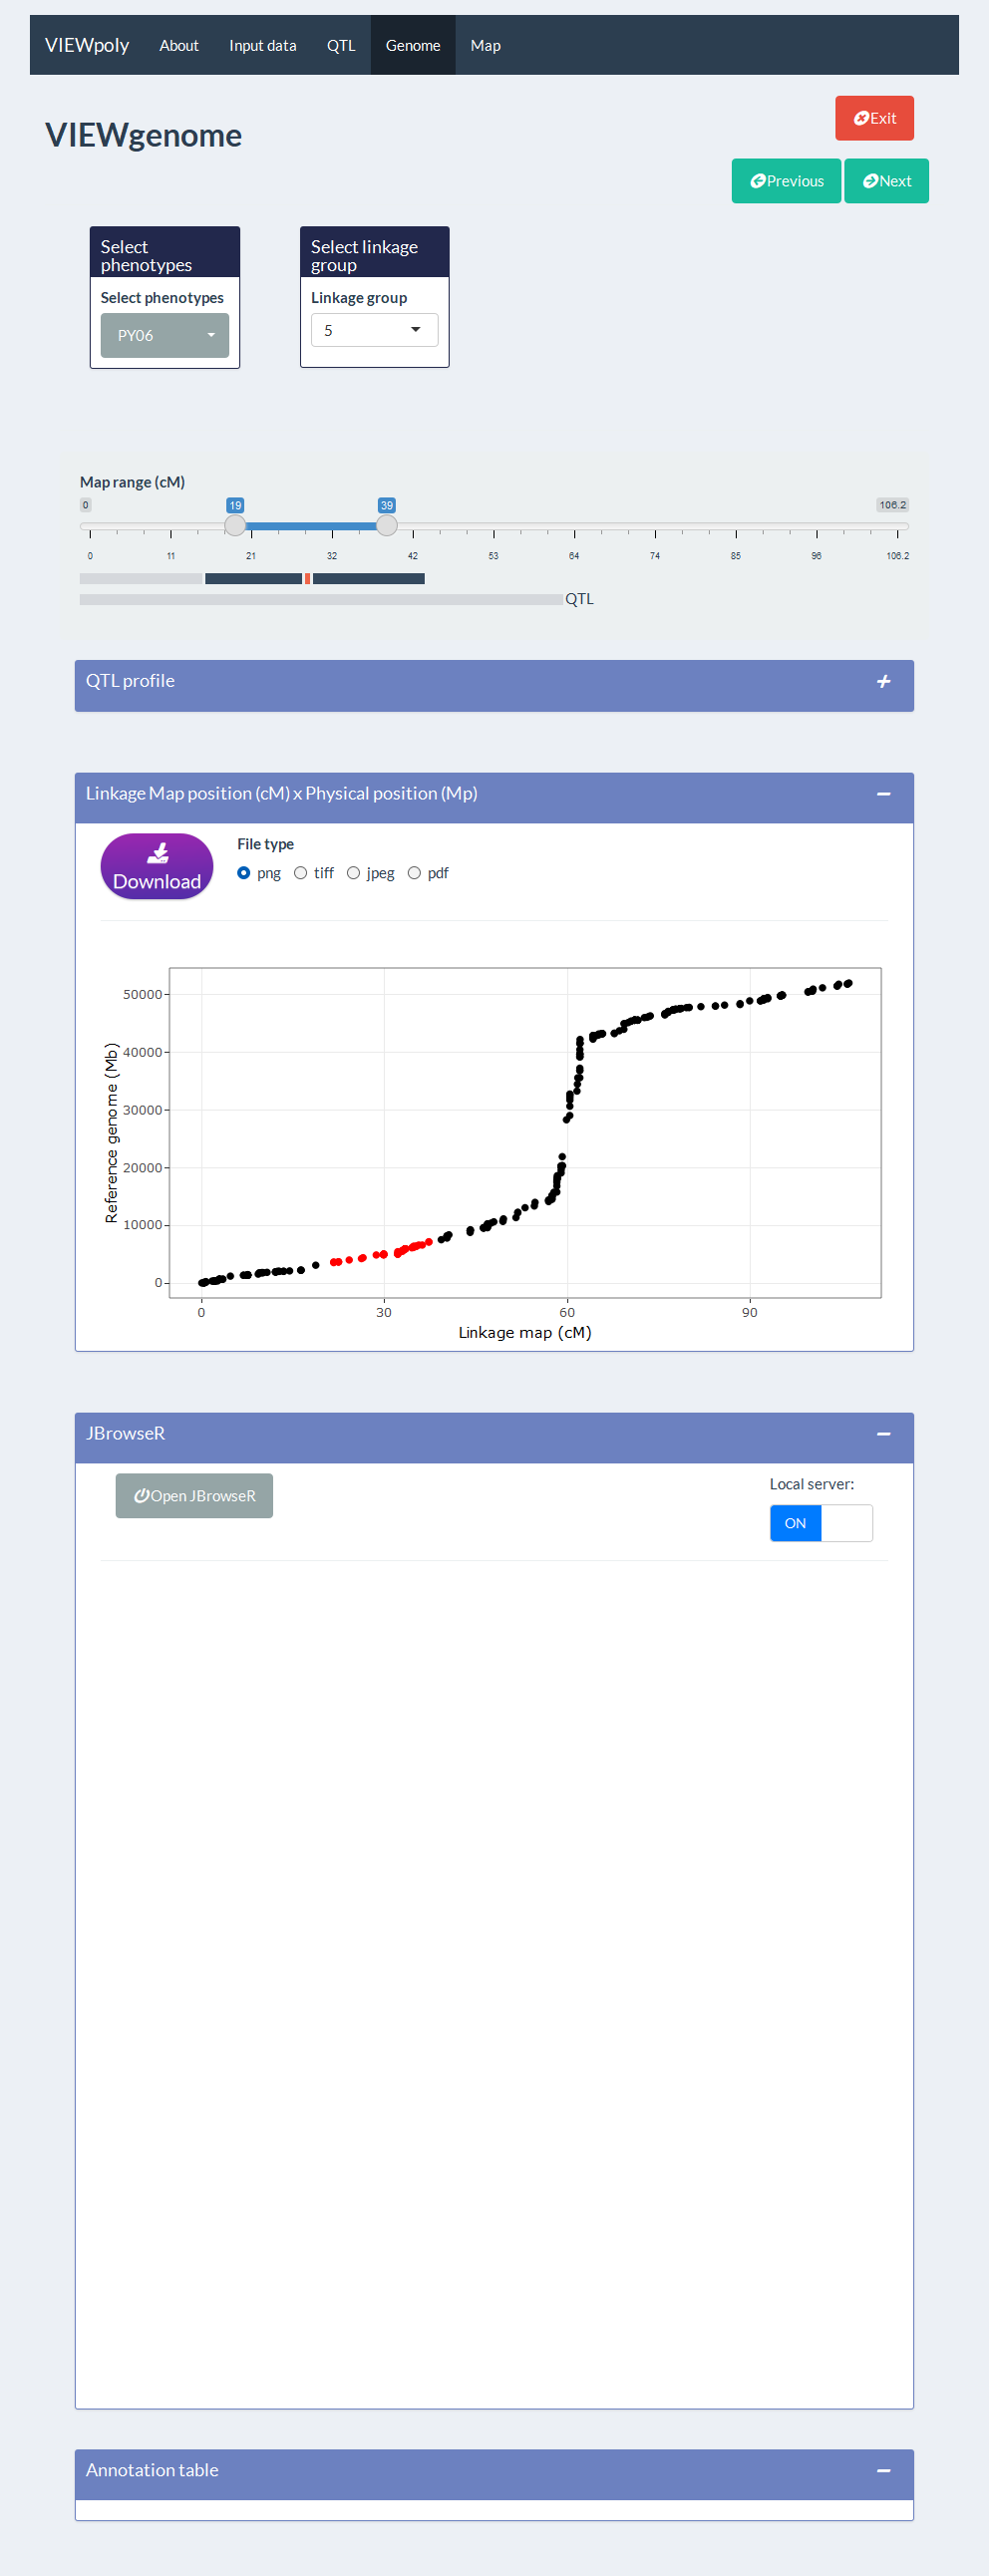 VIEWpoly About Input data QTL Genome Map
VIEWgenome
Exit
Previous Next
Select
phenotypes
Select phenotypes
PY06
Select linkage
group
Linkage group
5
Map range (cM)
0 19 39 106.2
0 11 21 32 42 53 64 74 85 96 106.2
QTL
QTL profile
Linkage Map position (cM) x Physical position (Mp)
Download
File type
png tiff jpeg pdf
50000
40000
30000
20000
10000
0
Reference genome (Mb)
0 30 60 90
Linkage map (cM)
JBrowseR
Open JBrowseR
Local server:
ON
Annotation table